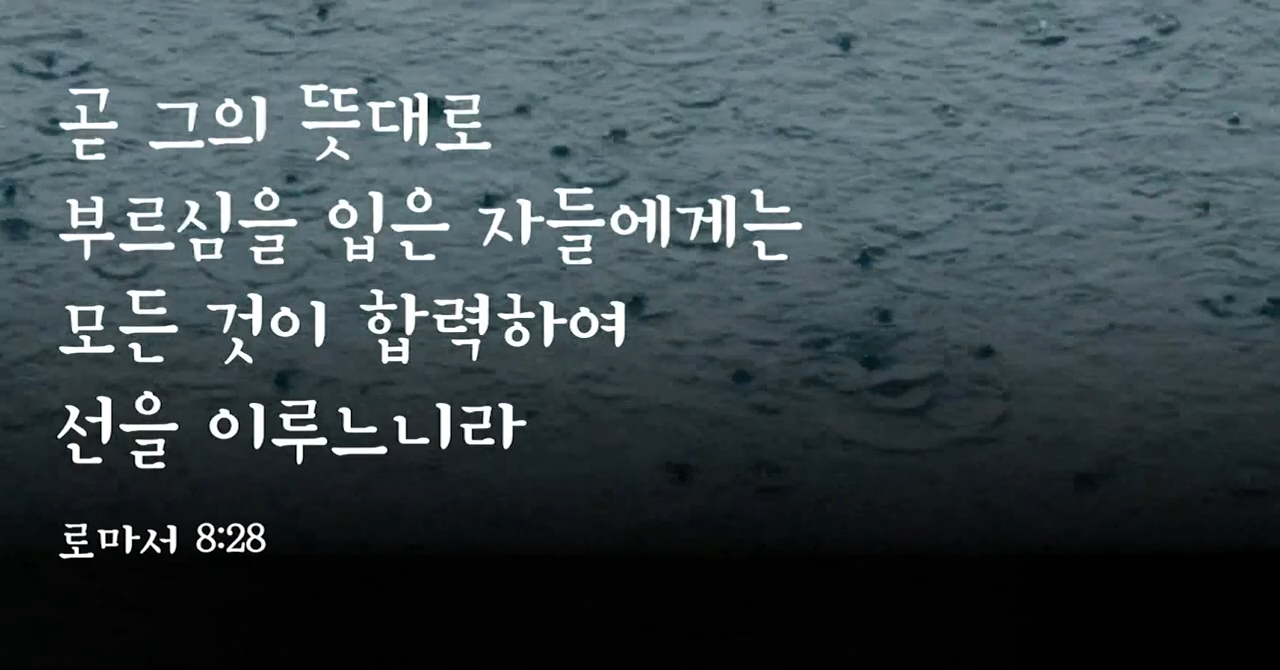 곧 그의 뜻대로
부르심을 입은 자들에게는
모든 것이 합력하여
선을 이루느니라
로마서 8:28